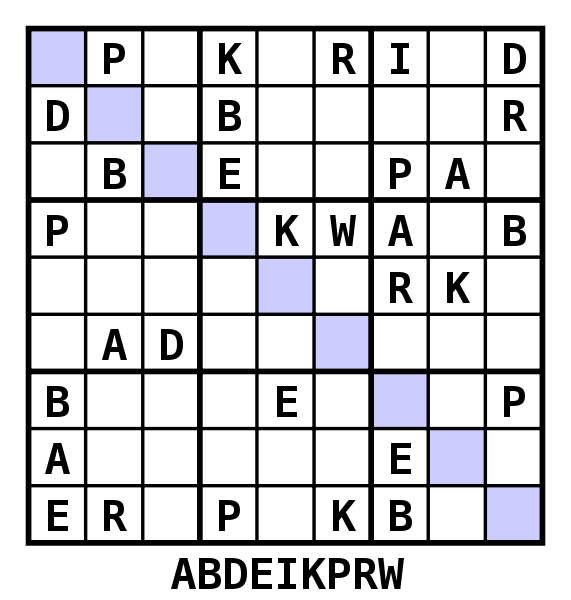 P K R I D
D B R
B E P A
P K W A B
R K
A D
B E P
A E
E R P K B
ABDEIKPRW